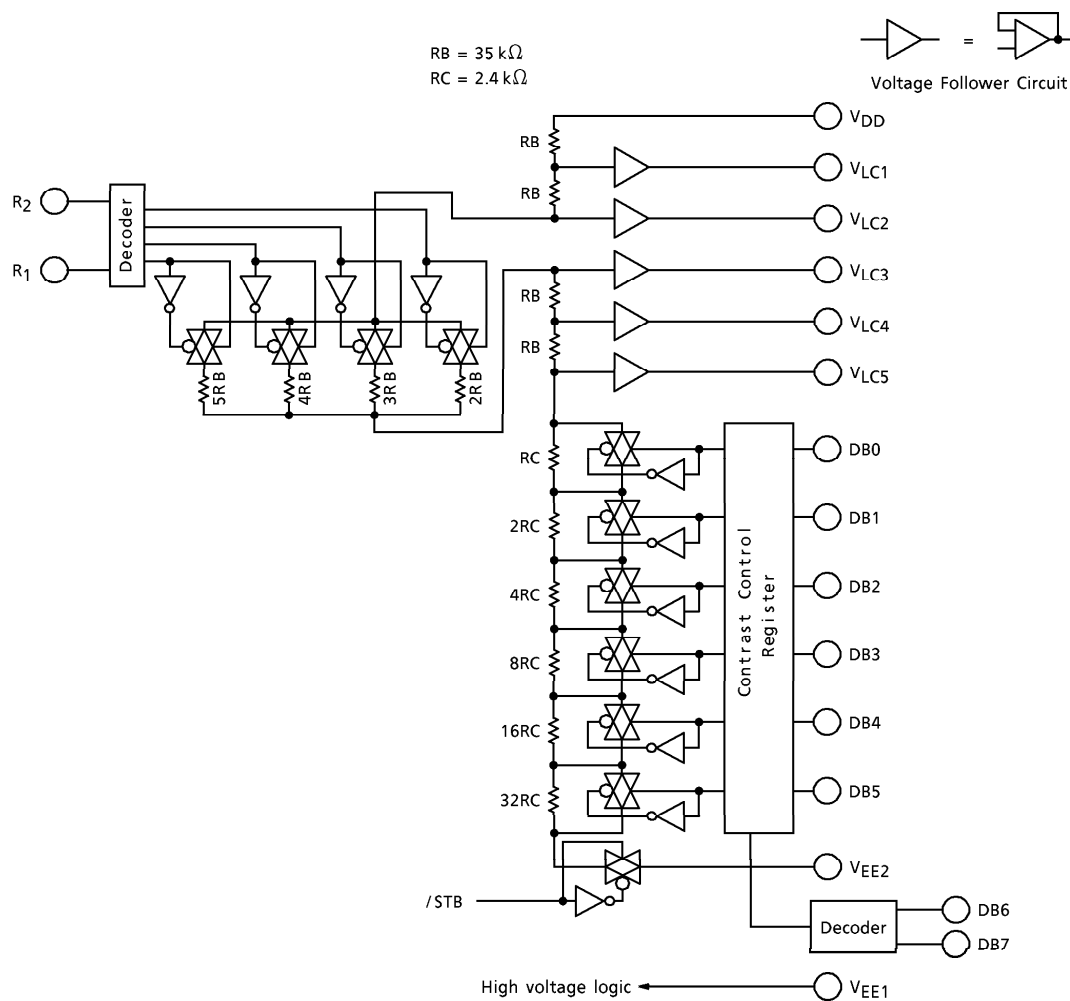 RB = 35 kΩ
RC = 2.4 kΩ
=
Voltage Follower Circuit
VDD
RB
VLC1
RB
VLC2
R2
Decoder
R1
VLC3
RB
VLC4
RB
VLC5
5RB
4RB
3RB
2RB
RC
DB0
2RC
DB1
4RC
DB2
8RC
DB3
16RC
DB4
32RC
DB5
Contrast Control
Register
VEE2
/STB
Decoder
DB6
DB7
High voltage logic
VEE1